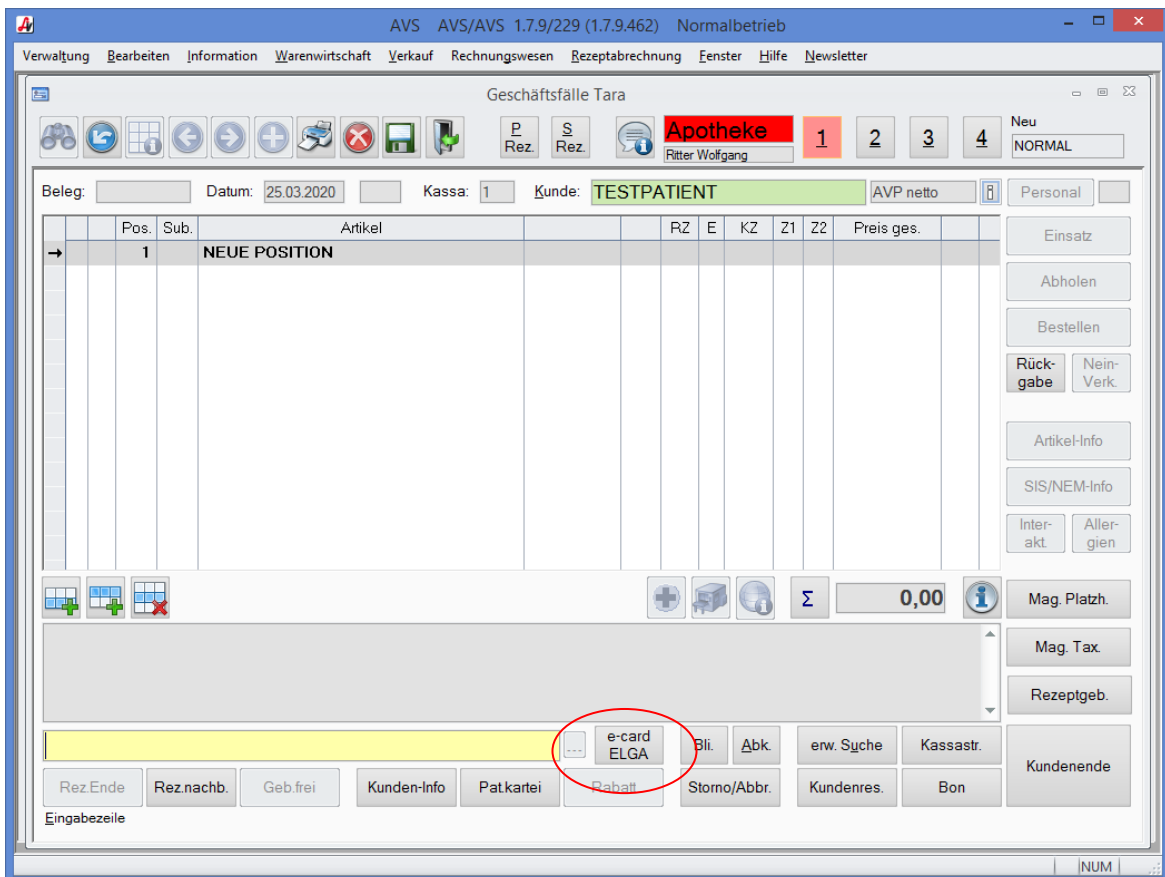 AVS AVS/AVS 1.7.9/229 (1.7.9.462) Normalbetrieb
Verwaltung Bearbeiten Information Warenwirtschaft Verkauf Rechnungswesen Rezeptabrechnung Fenster Hilfe Newsletter
Geschäftsfälle Tara
P Rez. S Rez. Apotheke Ritter Wolfgang 1 2 3 4 Neu NORMAL
Beleg: Datum: 25.03.2020 Kassa: 1 Kunde: TESTPATIENT AVP netto Personal
Pos. Sub. Artikel RZ E KZ Z1 Z2 Preis ges.
1 NEUE POSITION
Einsatz
Abholen
Bestellen
Rück-gabe Nein-Verk.
Artikel-Info
SIS/NEM-Info
Inter-akt. Aller-gien
Σ 0,00 Mag. Platzh.
Mag. Tax.
Rezeptgeb.
... e-card ELGA Bli. Abk. erw. Suche Kassastr.
Kundenende
Rez.Ende Rez.nachb. Geb.frei Kunden-Info Pat.kartei Rabatt Storno/Abbr. Kundenres. Bon
Eingabezeile
NUM